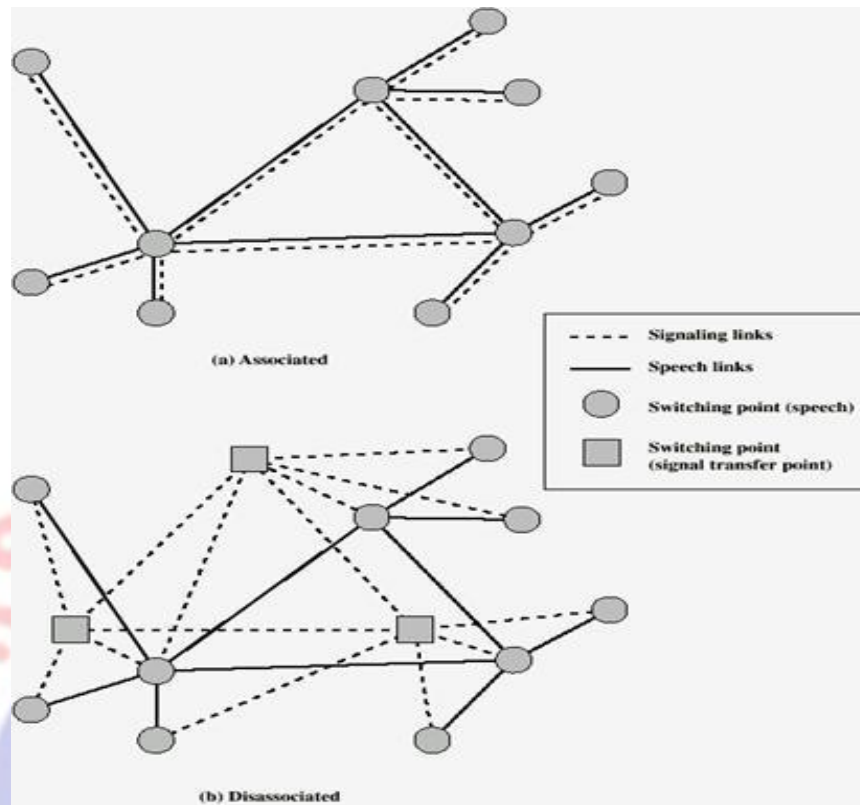 (a) Associated
Signaling links
Speech links
Switching point (speech)
Switching point
(signal transfer point)
(b) Disassociated